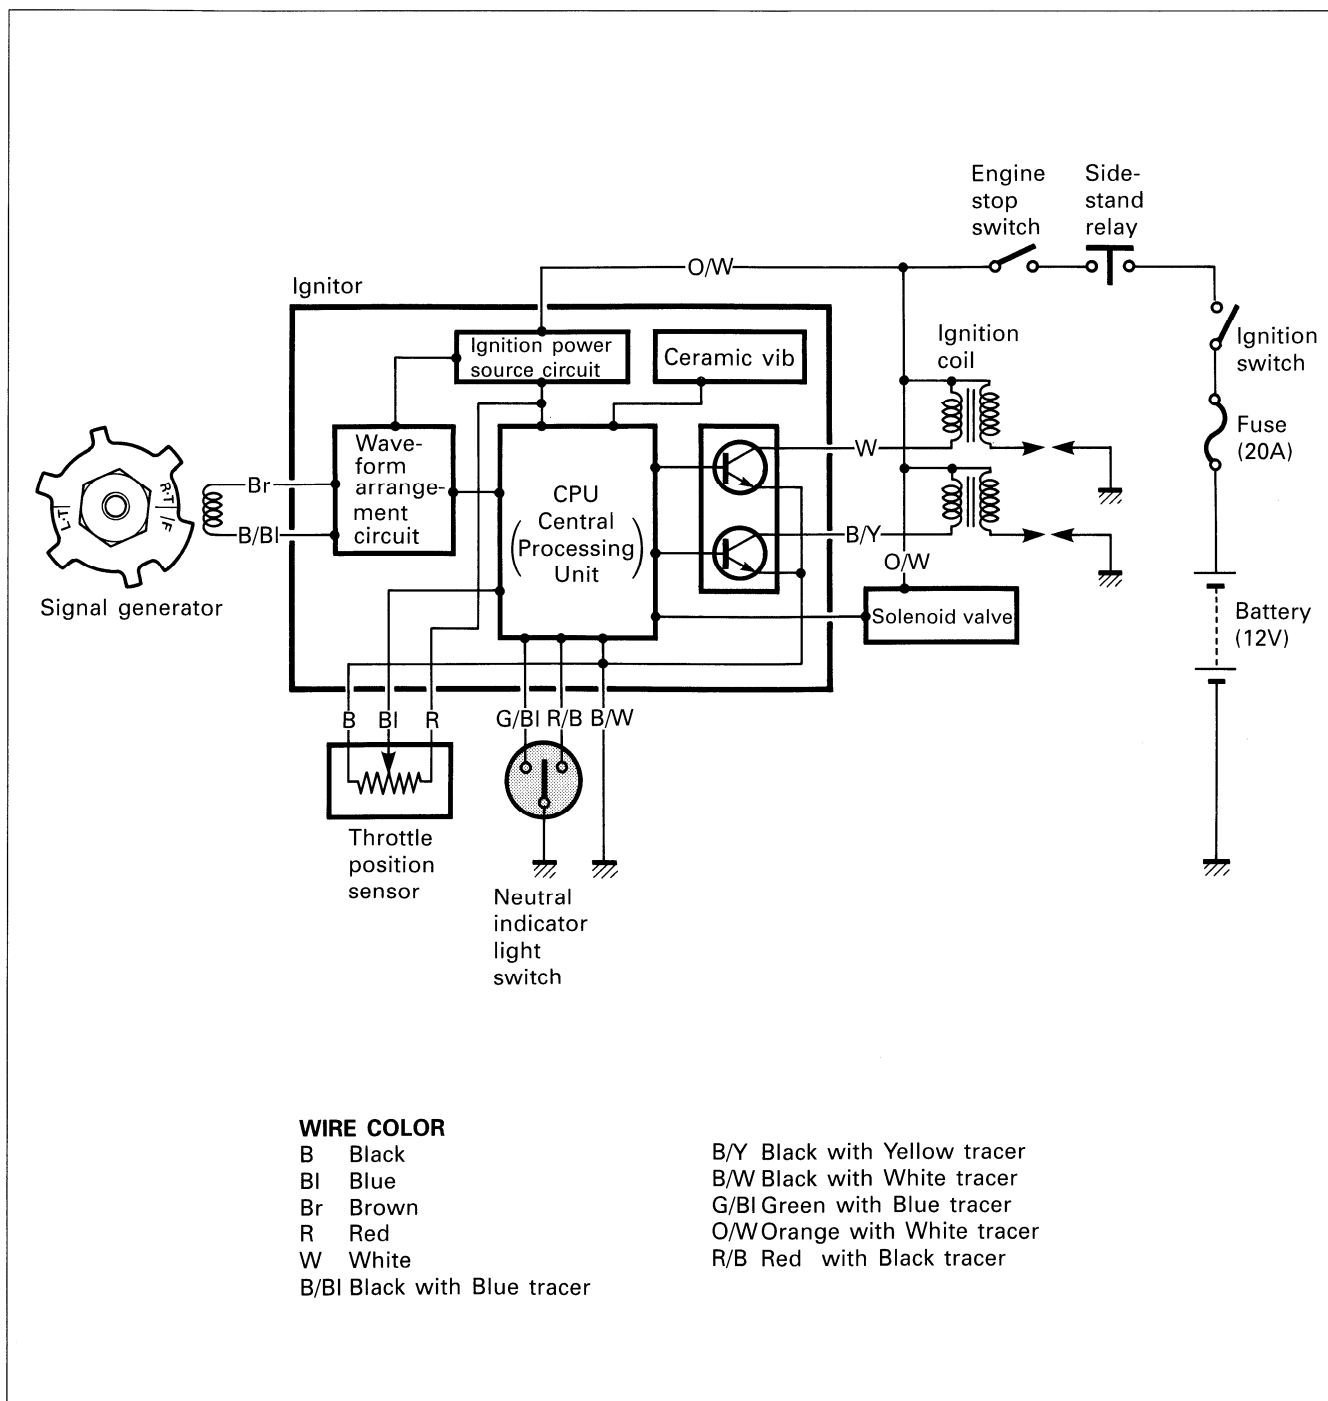 Engine
stop
switch
Side-
stand
relay
O/W
Ignitor
Ignition power
source circuit
Ceramic vib
Ignition
coil
Ignition
switch
Fuse
(20A)
Wave-
form
arrange-
ment
circuit
CPU
Central
(Processing)
Unit
W
Br
B/Bl
R·T
/F
L·T
B/Y
O/W
Signal generator
Solenoid valve
Battery
(12V)
B Bl R
G/Bl R/B B/W
Throttle
position
sensor
Neutral
indicator
light
switch
WIRE COLOR
B Black
Bl Blue
Br Brown
R Red
W White
B/Bl Black with Blue tracer
B/Y Black with Yellow tracer
B/W Black with White tracer
G/Bl Green with Blue tracer
O/W Orange with White tracer
R/B Red with Black tracer